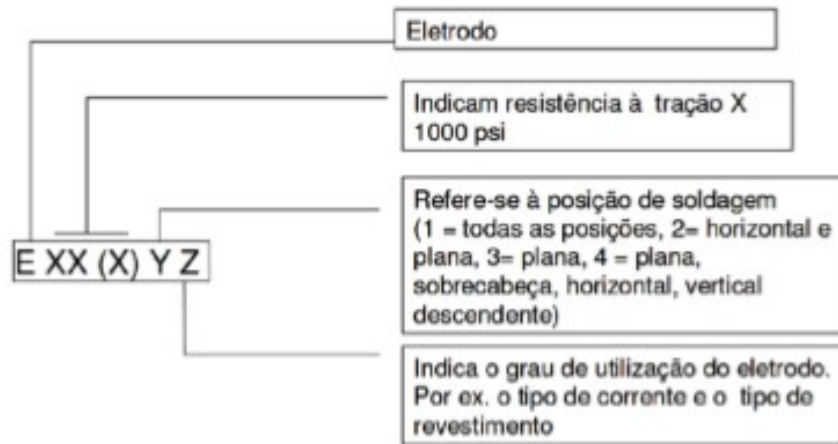 Eletrodo
Indicam resistência à tração X
1000 psi
Refere-se à posição de soldagem
(1 = todas as posições, 2= horizontal e
plana, 3= plana, 4 = plana,
sobrecabeça, horizontal, vertical
descendente)
E XX (X) Y Z
Indica o grau de utilização do eletrodo.
Por ex. o tipo de corrente e o tipo de
revestimento